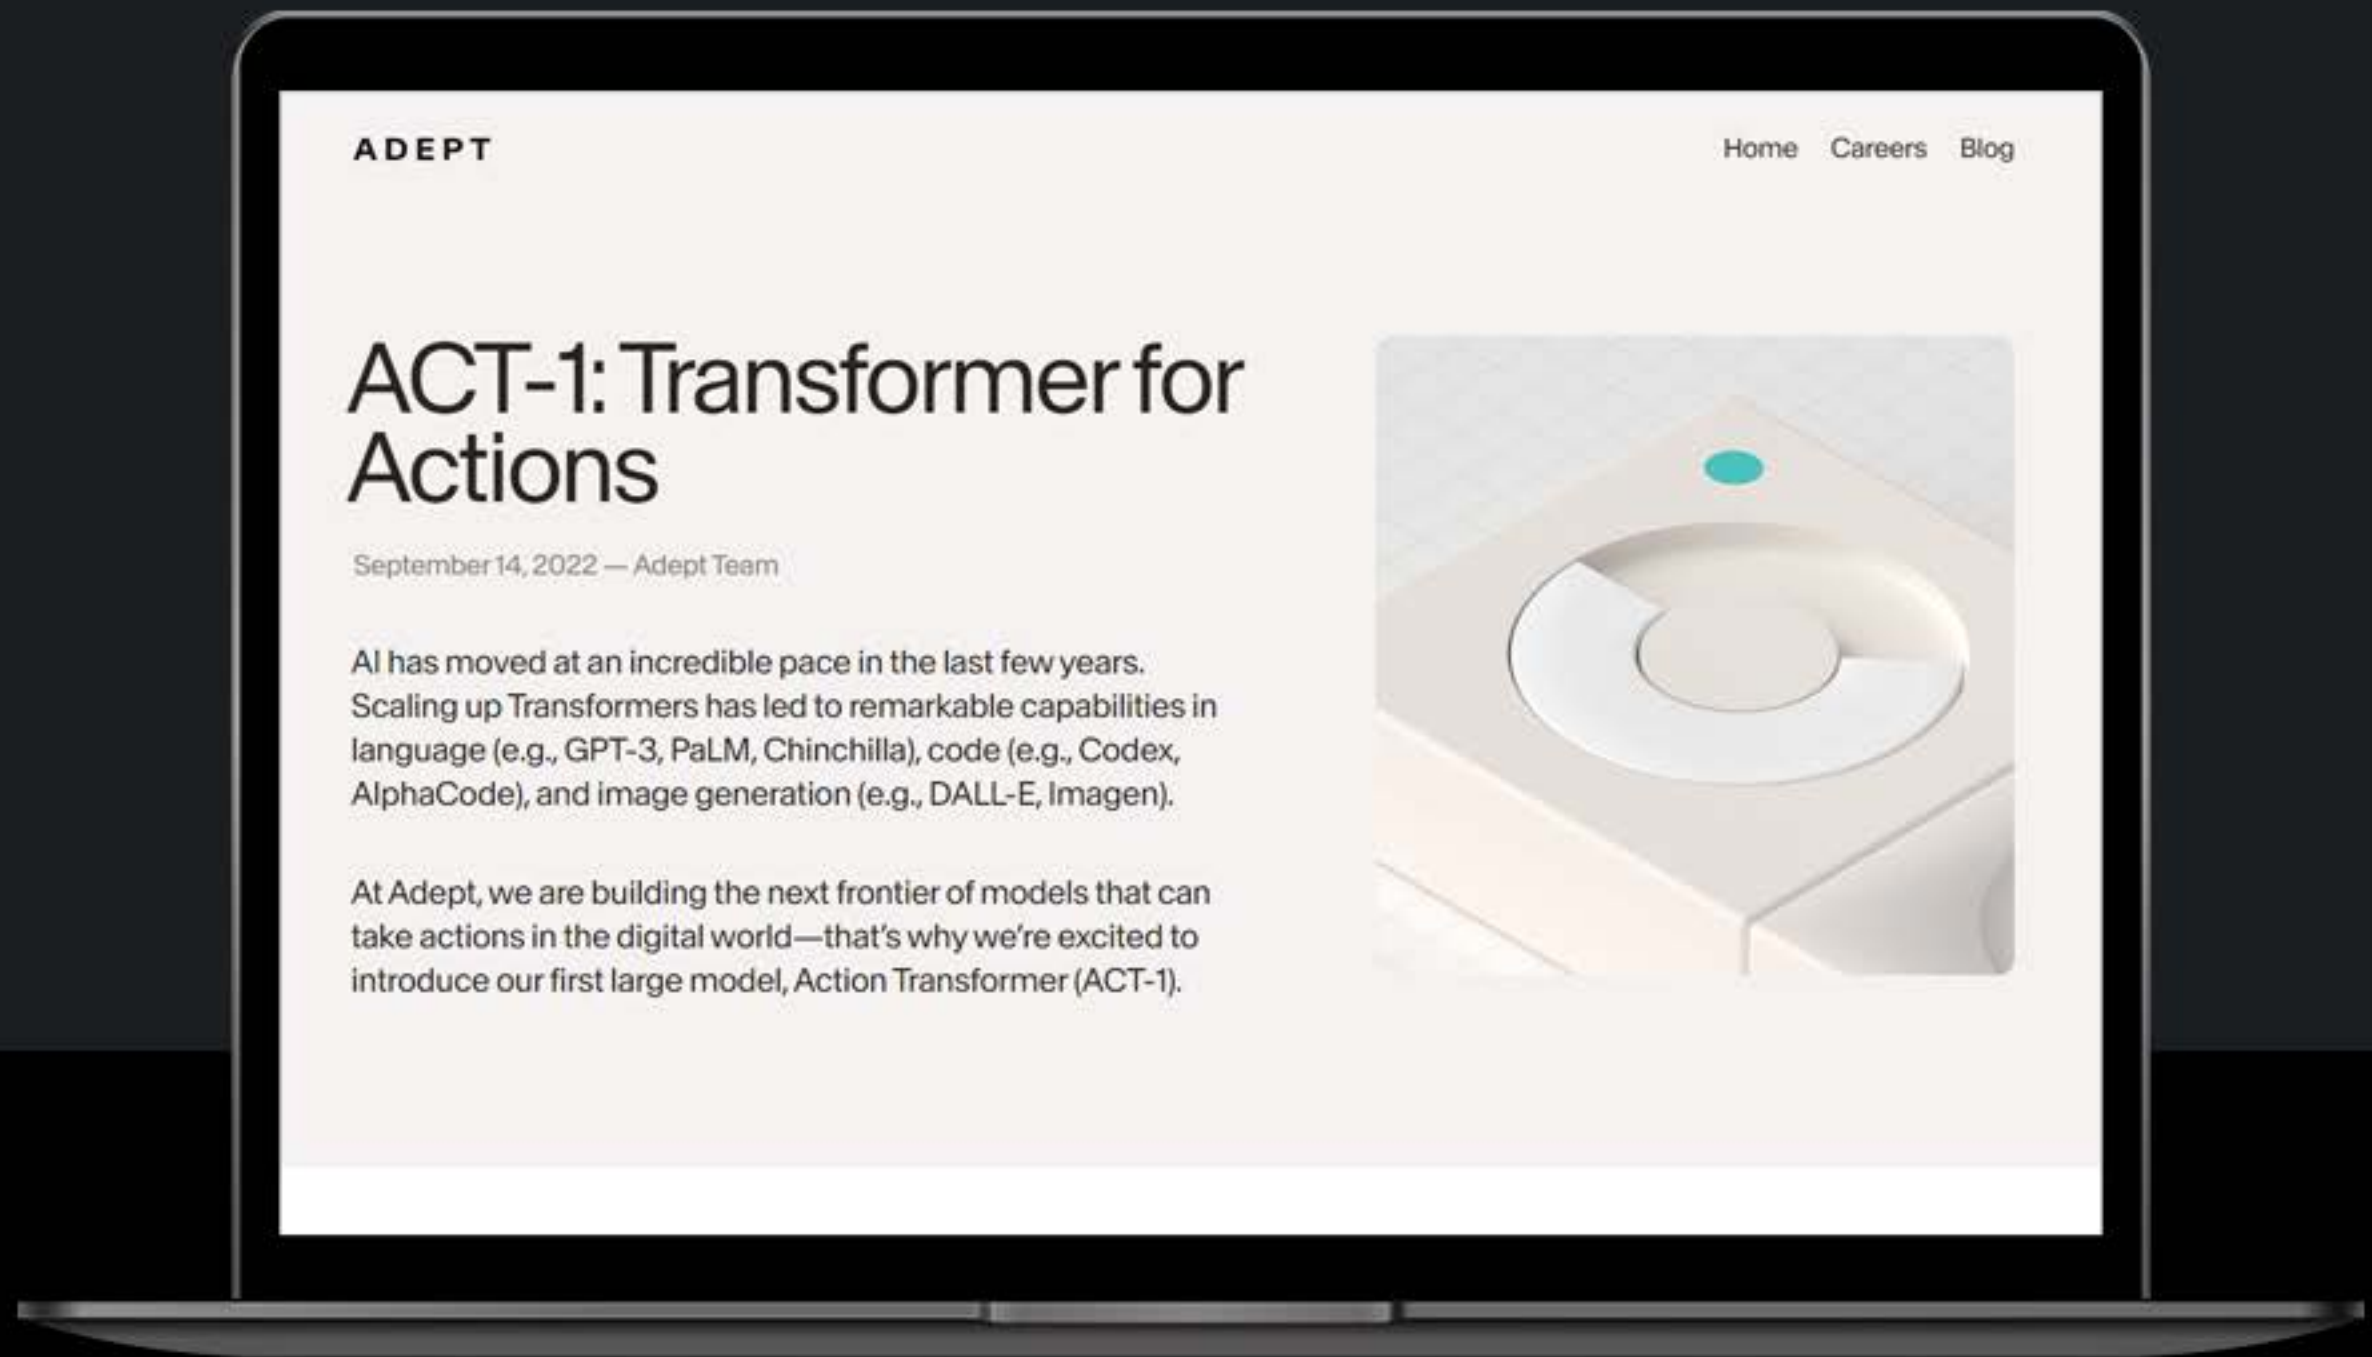 ADEPT
Home Careers Blog
ACT-1: Transformer for
Actions
September 14, 2022 — Adept Team
AI has moved at an incredible pace in the last few years.
Scaling up Transformers has led to remarkable capabilities in
language (e.g., GPT-3, PaLM, Chinchilla), code (e.g., Codex,
AlphaCode), and image generation (e.g., DALL-E, Imagen).
At Adept, we are building the next frontier of models that can
take actions in the digital world—that's why we're excited to
introduce our first large model, Action Transformer (ACT-1).